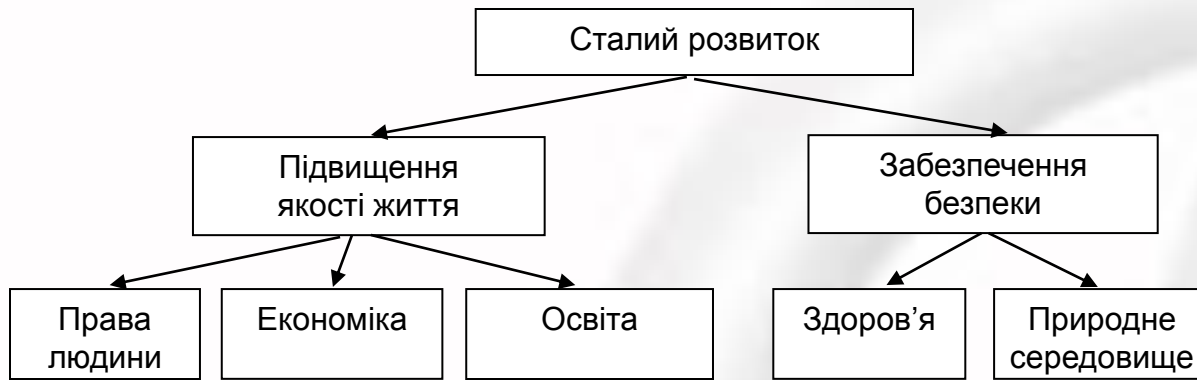 Сталий розвиток
Підвищення
якості життя
Забезпечення
безпеки
Права
людини
Економіка
Освіта
Здоров’я
Природне
середовище